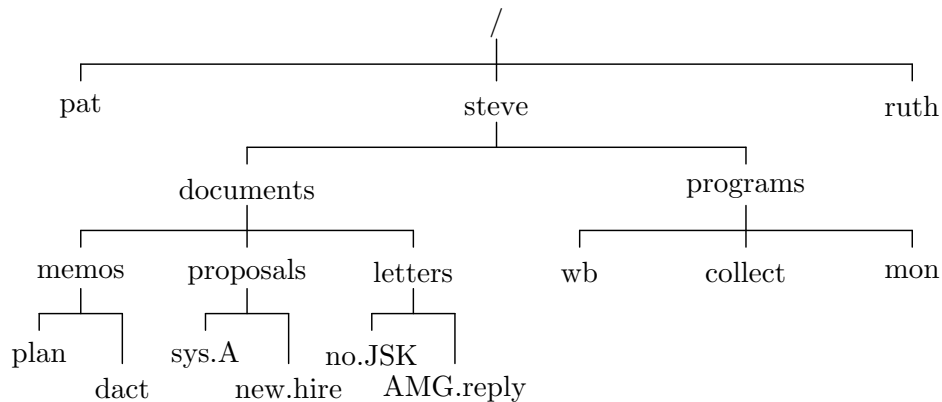 /
pat steve ruth
documents programs
memos proposals letters wb collect mon
plan sys.A no.JSK
dact new.hire AMG.reply